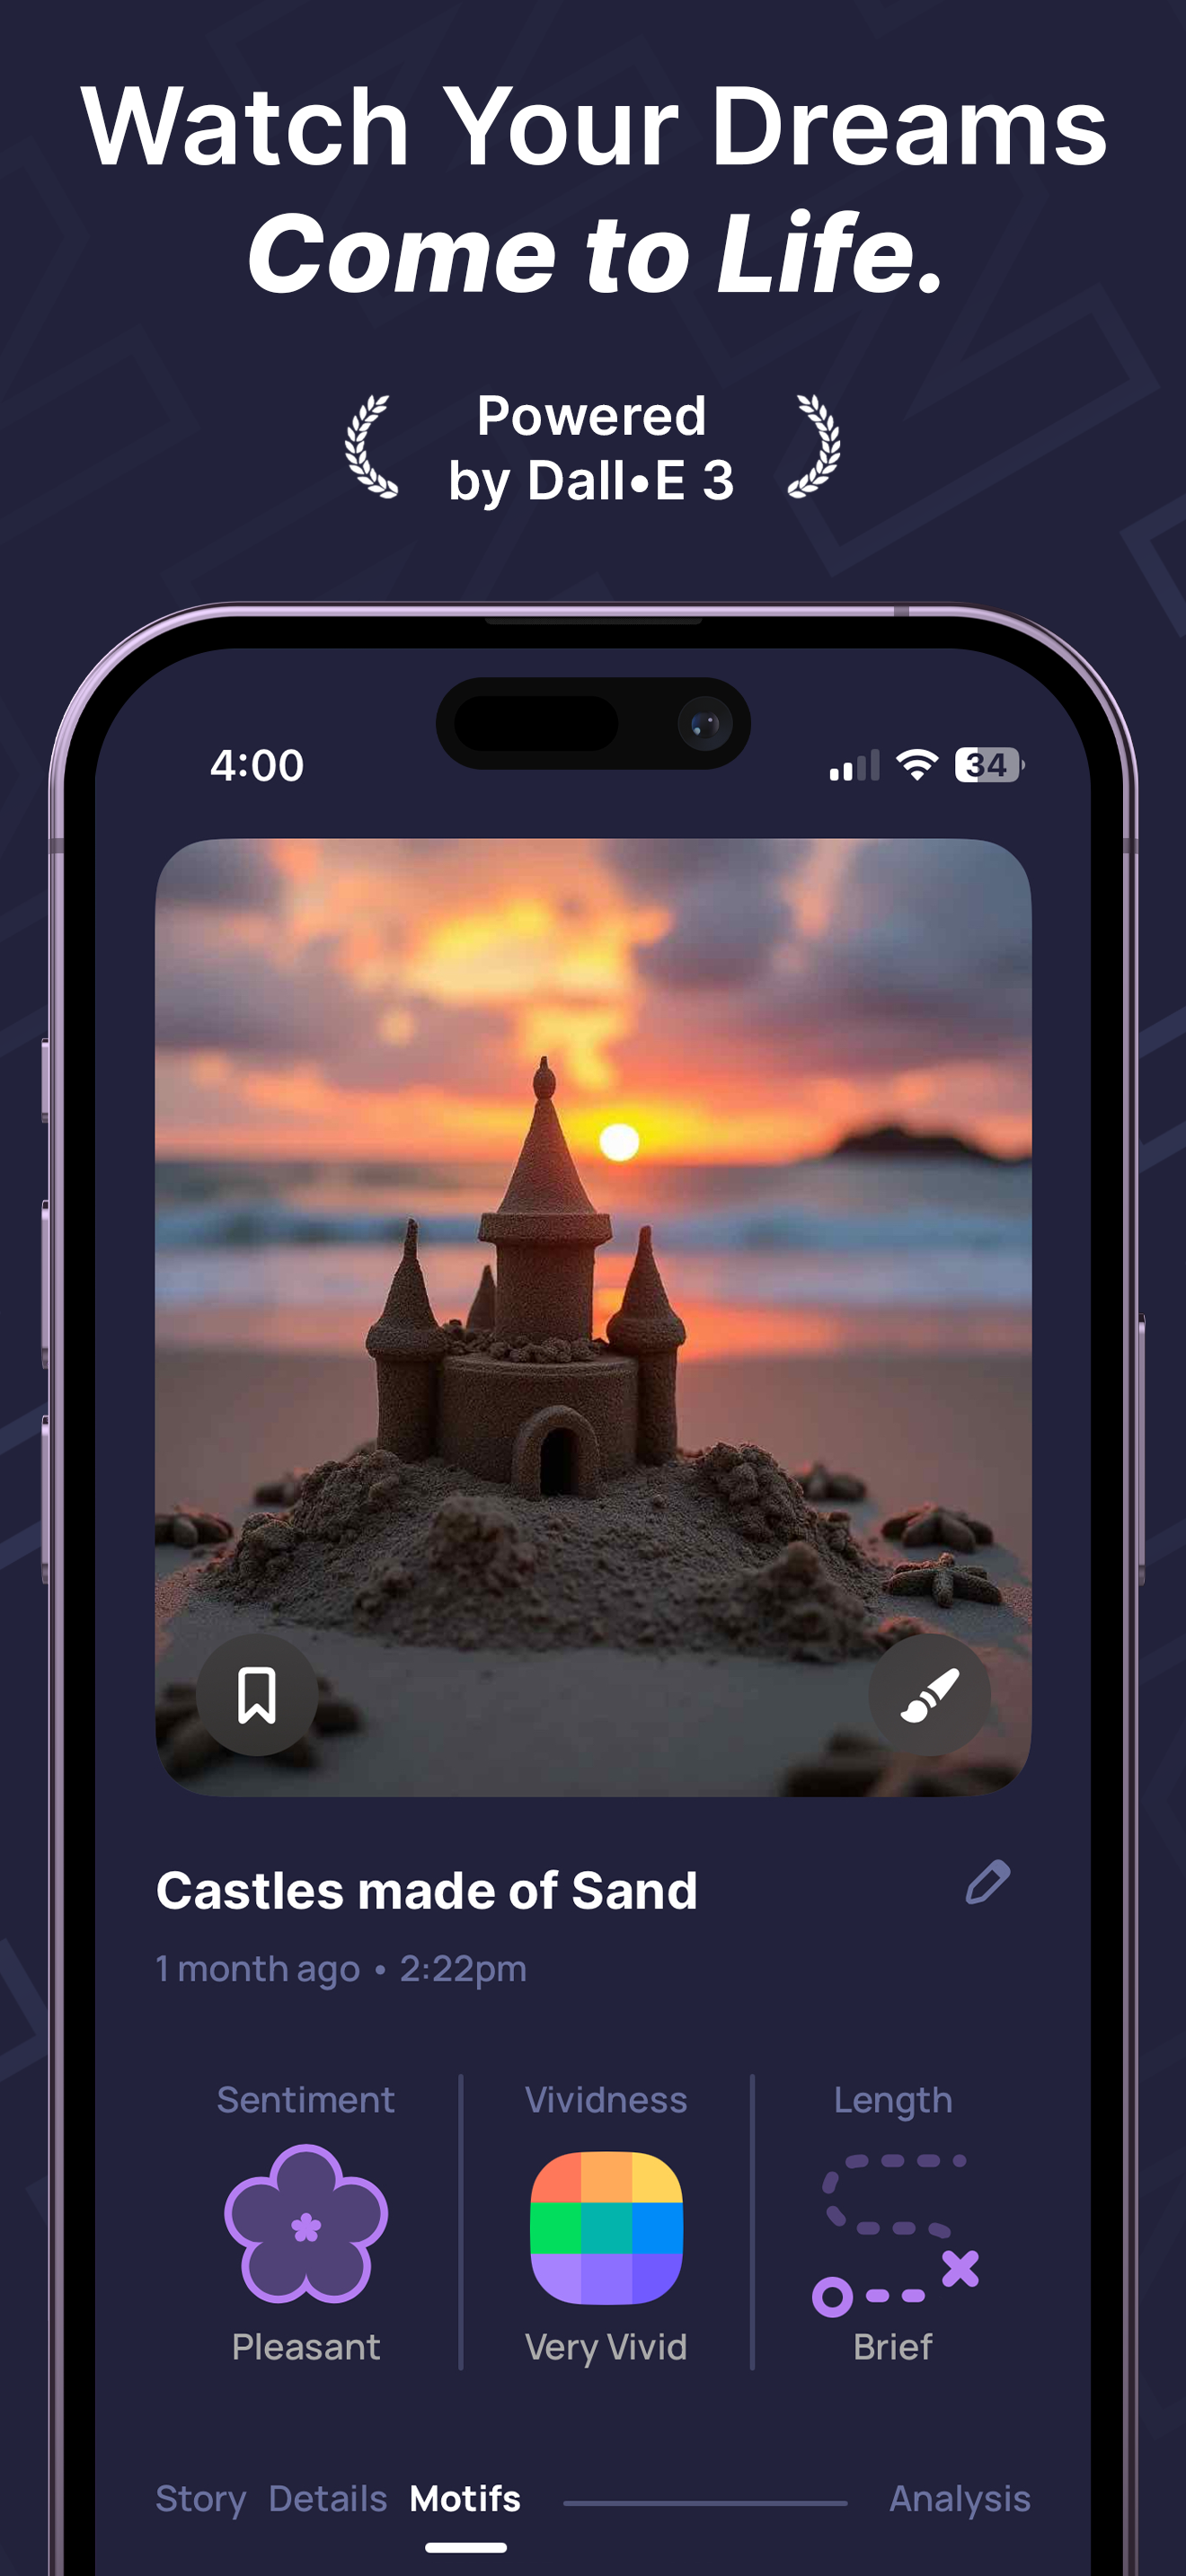 Watch Your Dreams
Come to Life.
Powered
by Dall•E 3
4:00
34
Castles made of Sand
1 month ago • 2:22pm
Sentiment
Vividness
Length
Pleasant
Very Vivid
Brief
Story Details Motifs Analysis